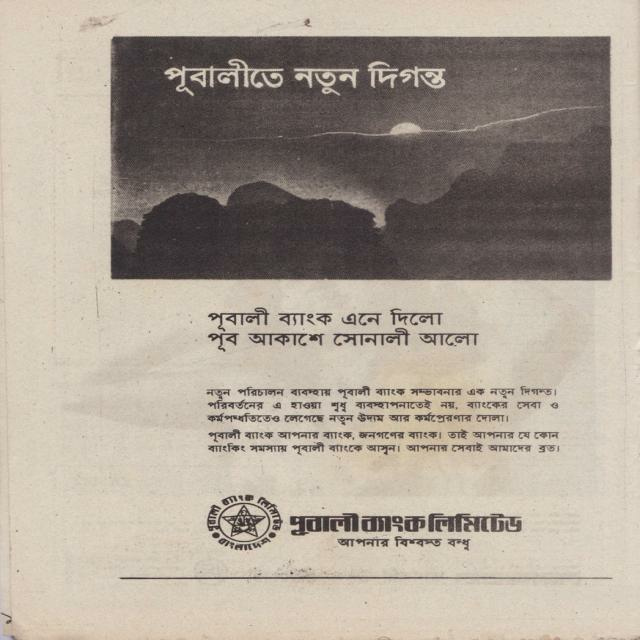 পূবালীতে নতুন দিগন্ত
পূবালী ব্যাংক এনে দিলো
পূব আকাশে সোনালী আলো
নতুন পরিচালন ব্যবস্থায় পূবালী ব্যাংক সম্ভাবনার এক নতুন দিগন্ত।
পরিবর্তনের এ হাওয়া শুধু ব্যবস্থাপনাতেই নয়, ব্যাংকের সেবা ও
কর্মপদ্ধতিতেও লেগেছে নতুন উদ্যম আর কর্মপ্রেরণার দোলা।
পূবালী ব্যাংক আপনার ব্যাংক, জনগণের ব্যাংক। তাই আপনার যে কোন
ব্যাংকিং সমস্যায় পূবালী ব্যাংকে আসুন। আপনার সেবাই আমাদের ব্রত।
পূবালী ব্যাংক লিমিটেড
বাংলাদেশ
পূবালী ব্যাংক লিমিটেড
আপনার বিশ্বস্ত বন্ধু